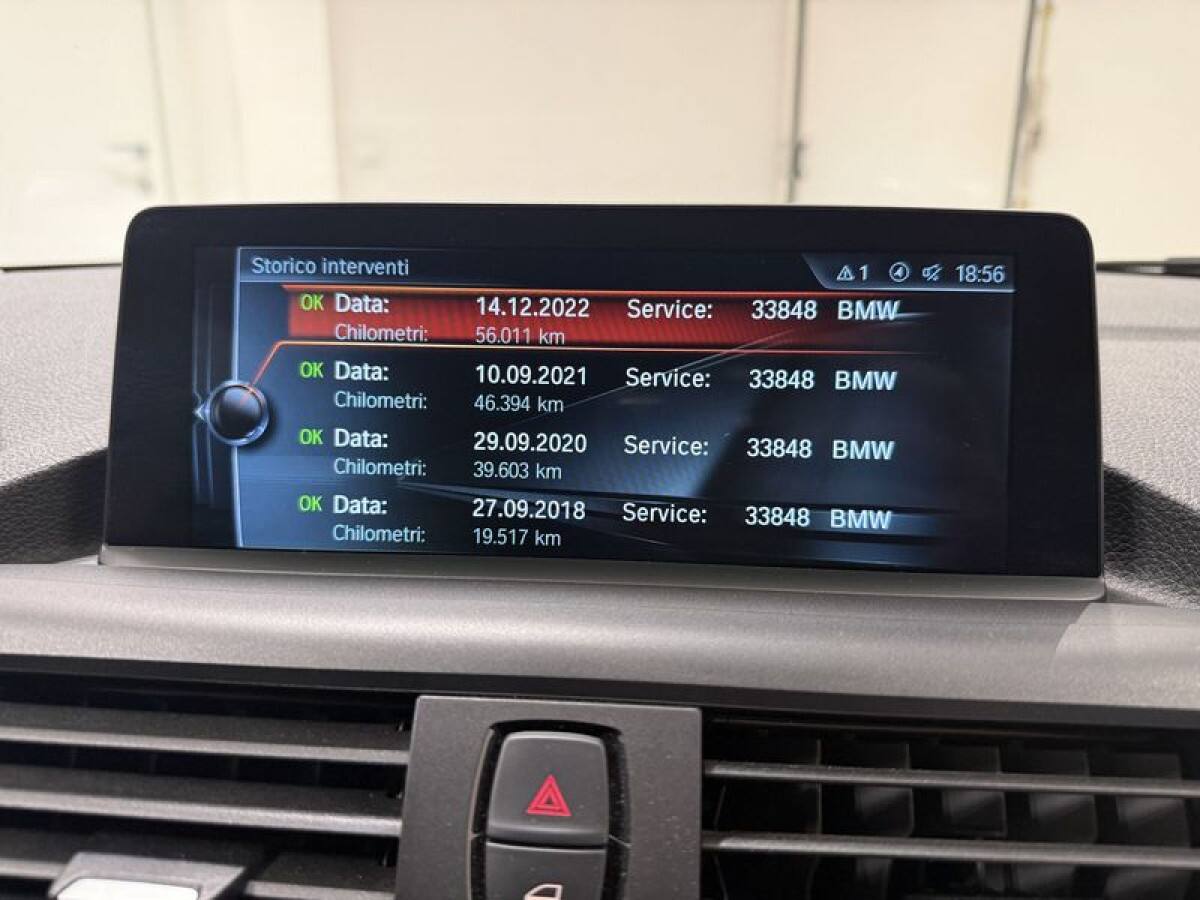 Storico interventi 1 18:56
OK Data: 14.12.2022 Service: 33848 BMW
Chilometri: 56.011 km
OK Data: 10.09.2021 Service: 33848 BMW
Chilometri: 46.394 km
OK Data: 29.09.2020 Service: 33848 BMW
Chilometri: 39.603 km
OK Data: 27.09.2018 Service: 33848 BMW
Chilometri: 19.517 km